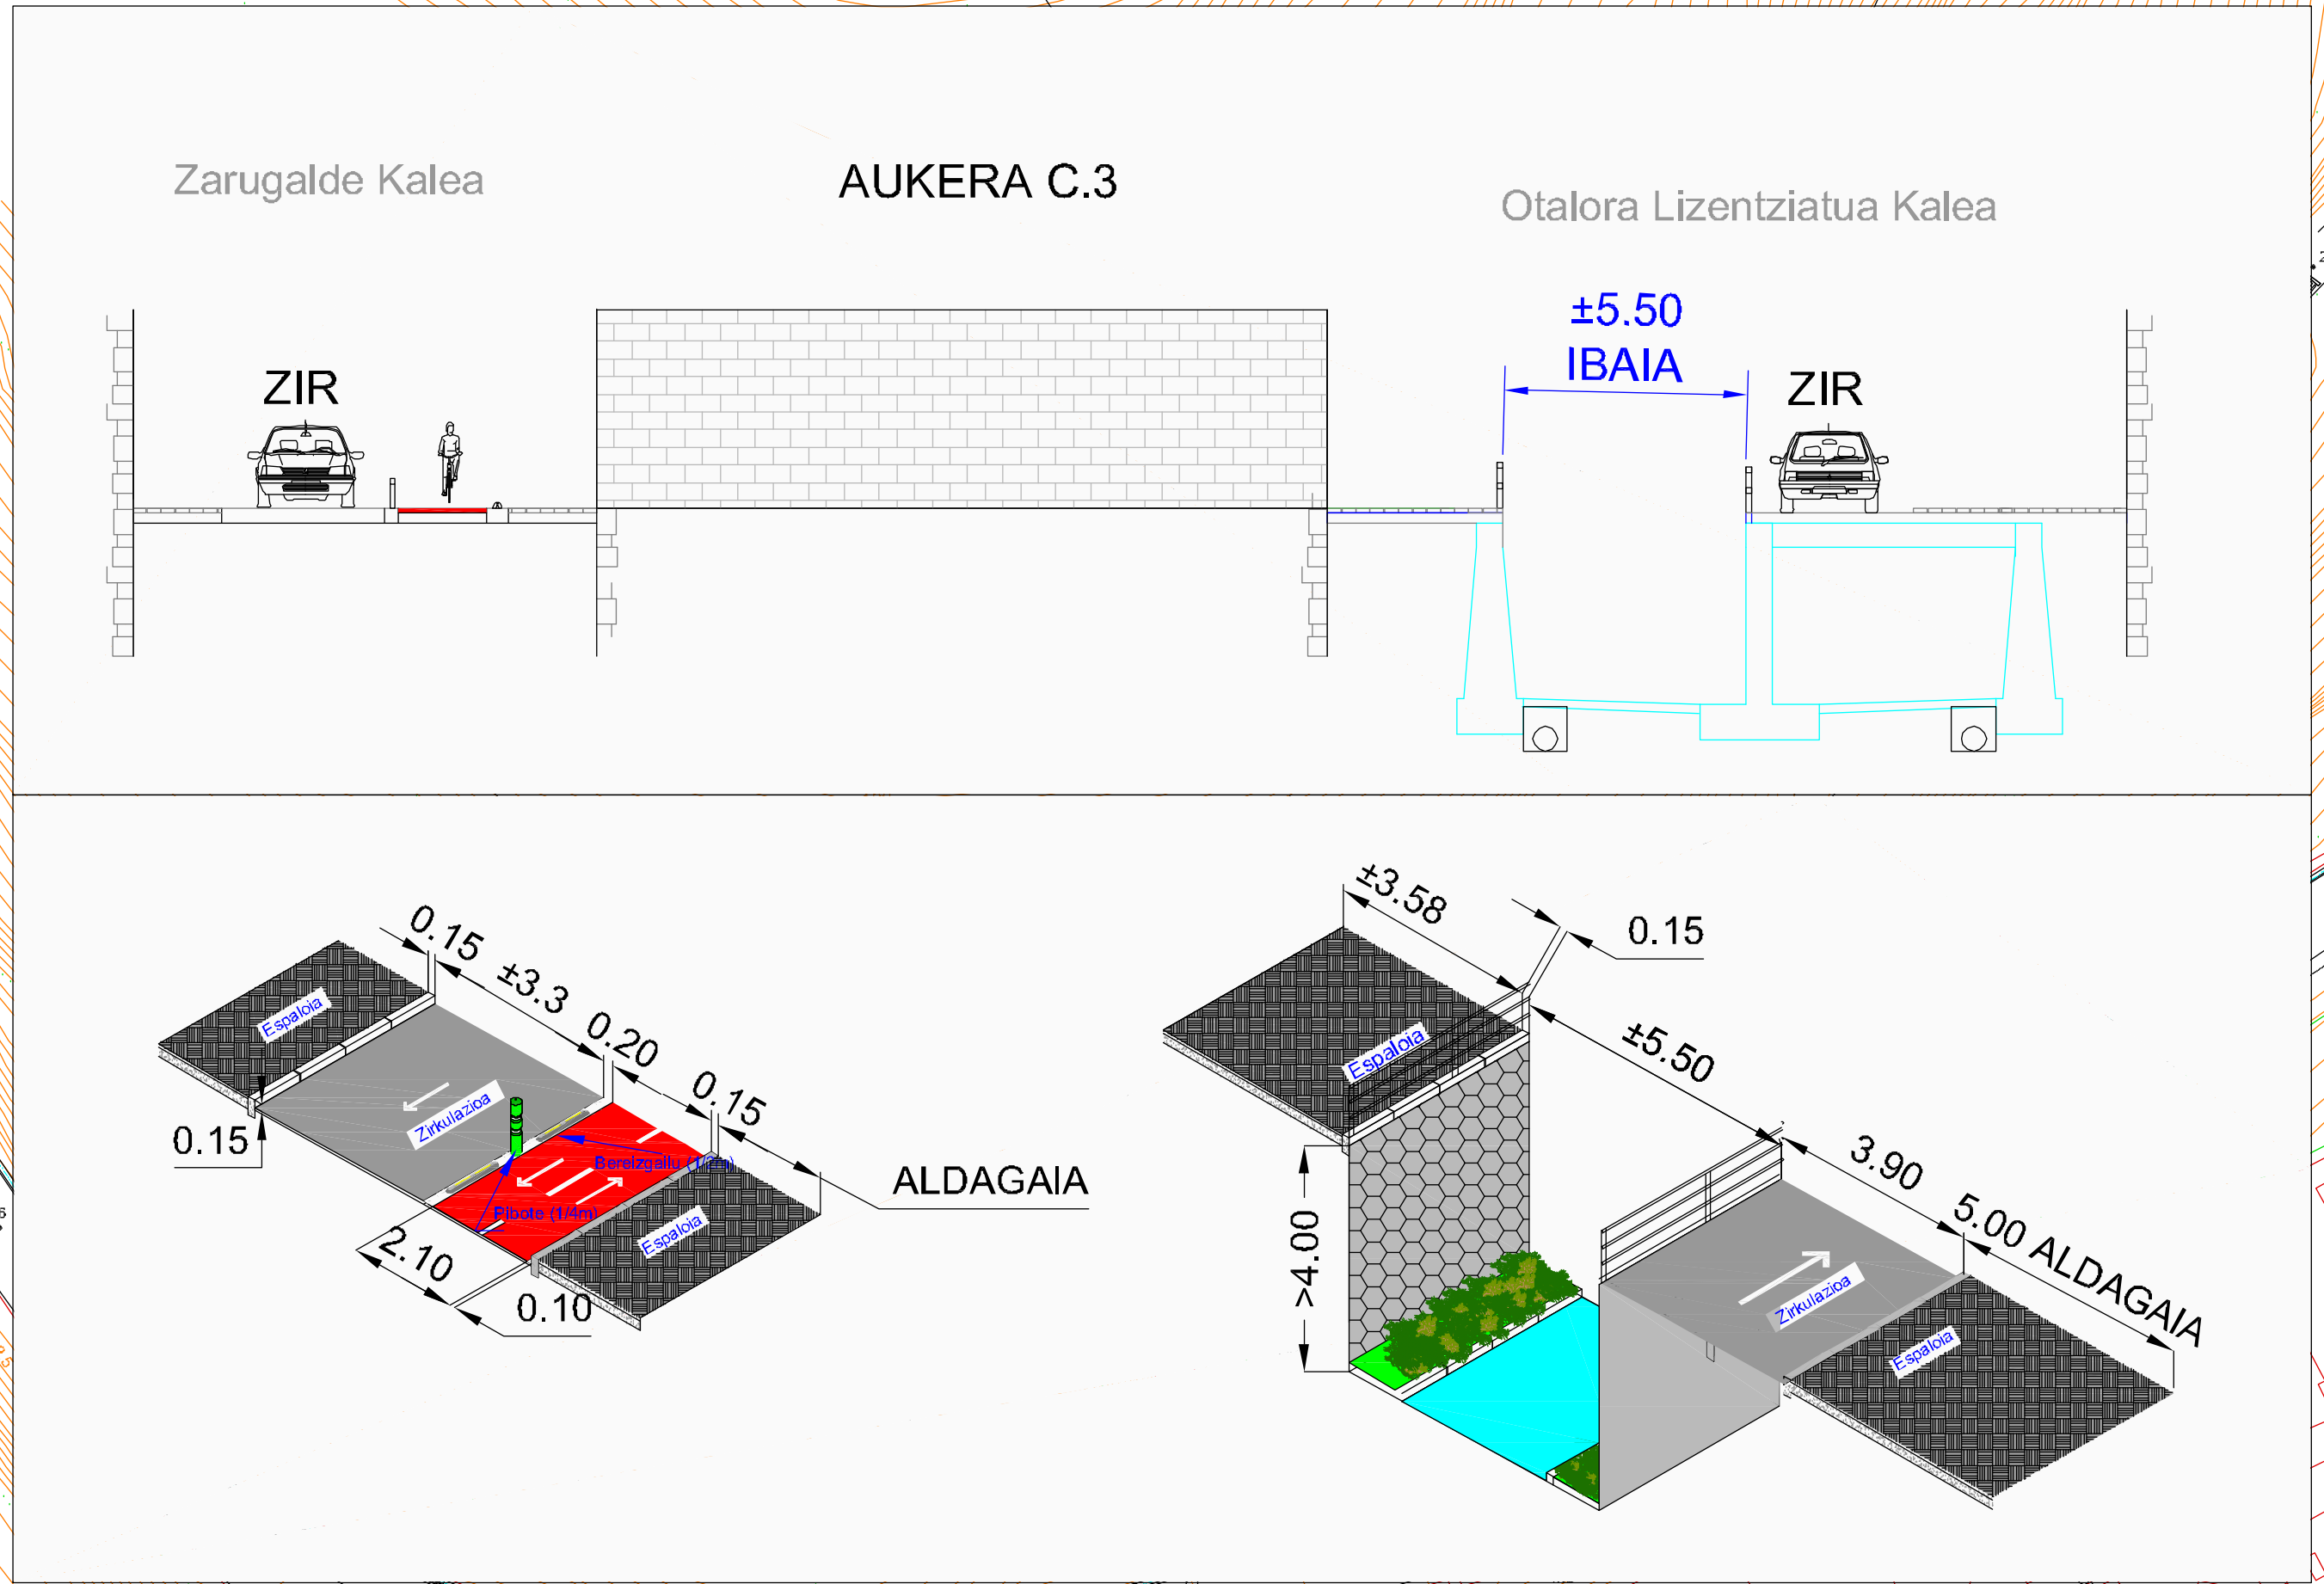 Zarugalde Kalea
AUKERA C.3
Otalora Lizentziatua Kalea
±5.50
IBAIA
ZIR
ZIR
0.15
±3.3
0.20
0.15
Espaloia
Zirkulazioa
0.15
Bereizgailu (1/2m)
Pibote (1/4m)
Espaloia
ALDAGAIA
2.10
0.10
±3.58
0.15
Espaloia
±5.50
3.90
5.00 ALDAGAIA
>4.00
Zirkulazioa
Espaloia